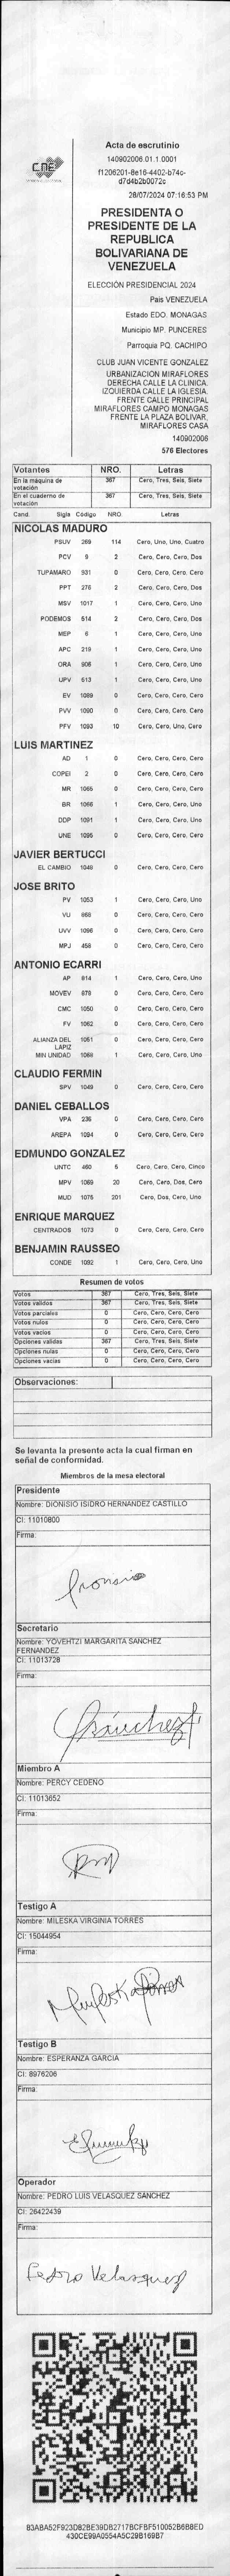 CNE
Acta de escrutinio
140902006.01.1.0001
f1206201-8e16-4402-b74c-
d7d4b2b0072c
28/07/2024 07:16:53 PM
PRESIDENTA O
PRESIDENTE DE LA
REPUBLICA
BOLIVARIANA DE
VENEZUELA
ELECCIÓN PRESIDENCIAL 2024
País VENEZUELA
Estado EDO. MONAGAS
Municipio MP. PUNCERES
Parroquia PQ. CACHIPO
CLUB JUAN VICENTE GONZALEZ
URBANIZACION MIRAFLORES
DERECHA CALLE LA CLINICA.
IZQUIERDA CALLE LA IGLESIA.
FRENTE CALLE PRINCIPAL
MIRAFLORES CAMPO MONAGAS
FRENTE LA PLAZA BOLIVAR,
MIRAFLORES CASA
140902006
576 Electores
Votantes NRO. Letras
En la máquina de votación 367 Cero, Tres, Seis, Siete
En el cuaderno de votación 367 Cero, Tres, Seis, Siete
Cand. Sigla Código NRO. Letras
NICOLAS MADURO
PSUV 269 114 Cero, Uno, Uno, Cuatro
PCV 9 2 Cero, Cero, Cero, Dos
TUPAMARO 931 0 Cero, Cero, Cero, Cero
PPT 276 2 Cero, Cero, Cero, Dos
MSV 1017 1 Cero, Cero, Cero, Uno
PODEMOS 514 2 Cero, Cero, Cero, Dos
MEP 6 1 Cero, Cero, Cero, Uno
APC 219 1 Cero, Cero, Cero, Uno
ORA 906 1 Cero, Cero, Cero, Uno
UPV 613 1 Cero, Cero, Cero, Uno
EV 1089 0 Cero, Cero, Cero, Cero
PVV 1090 0 Cero, Cero, Cero, Cero
PFV 1093 10 Cero, Cero, Uno, Cero
LUIS MARTINEZ
AD 1 0 Cero, Cero, Cero, Cero
COPEI 2 0 Cero, Cero, Cero, Cero
MR 1065 0 Cero, Cero, Cero, Cero
BR 1066 1 Cero, Cero, Cero, Uno
DDP 1091 1 Cero, Cero, Cero, Uno
UNE 1095 0 Cero, Cero, Cero, Cero
JAVIER BERTUCCI
EL CAMBIO 1048 0 Cero, Cero, Cero, Cero
JOSE BRITO
PV 1053 1 Cero, Cero, Cero, Uno
VU 868 0 Cero, Cero, Cero, Cero
UVV 1096 0 Cero, Cero, Cero, Cero
MPJ 456 0 Cero, Cero, Cero, Cero
ANTONIO ECARRI
AP 814 1 Cero, Cero, Cero, Uno
MOVEV 879 0 Cero, Cero, Cero, Cero
CMC 1050 0 Cero, Cero, Cero, Cero
FV 1062 0 Cero, Cero, Cero, Cero
ALIANZA DEL LÁPIZ 1051 0 Cero, Cero, Cero, Cero
MIN UNIDAD 1068 1 Cero, Cero, Cero, Uno
CLAUDIO FERMIN
SPV 1049 0 Cero, Cero, Cero, Cero
DANIEL CEBALLOS
VPA 236 0 Cero, Cero, Cero, Cero
AREPA 1094 0 Cero, Cero, Cero, Cero
EDMUNDO GONZALEZ
UNTC 460 5 Cero, Cero, Cero, Cinco
MPV 1069 20 Cero, Cero, Dos, Cero
MUD 1075 201 Cero, Dos, Cero, Uno
ENRIQUE MARQUEZ
CENTRADOS 1073 0 Cero, Cero, Cero, Cero
BENJAMIN RAUSSEO
CONDE 1092 1 Cero, Cero, Cero, Uno
Resumen de votos
Votos 367 Cero, Tres, Seis, Siete
Votos validos 367 Cero, Tres, Seis, Siete
Votos parciales 0 Cero, Cero, Cero, Cero
Votos nulos 0 Cero, Cero, Cero, Cero
Votos vacíos 0 Cero, Cero, Cero, Cero
Opciones validas 367 Cero, Tres, Seis, Siete
Opciones nulas 0 Cero, Cero, Cero, Cero
Opciones vacías 0 Cero, Cero, Cero, Cero
Observaciones:
Se levanta la presente acta la cual firman en
señal de conformidad.
Miembros de la mesa electoral
Presidente
Nombre: DIONISIO ISIDRO HERNANDEZ CASTILLO
CI: 11010800
Firma:
Secretario
Nombre: YOVEHTZI MARGARITA SANCHEZ
FERNANDEZ
CI: 11013728
Firma:
Miembro A
Nombre: PERCY CEDEÑO
CI: 11013652
Firma:
Testigo A
Nombre: MILESKA VIRGINIA TORRES
CI: 15044954
Firma:
Testigo B
Nombre: ESPERANZA GARCIA
CI: 8976206
Firma:
Operador
Nombre: PEDRO LUIS VELASQUEZ SANCHEZ
CI: 26422439
Firma:
Pedro Velasquez
83ABA52F923D82BE39DB2717BCFBF510052B6B8ED
430CE99A0554A5C29B169B7